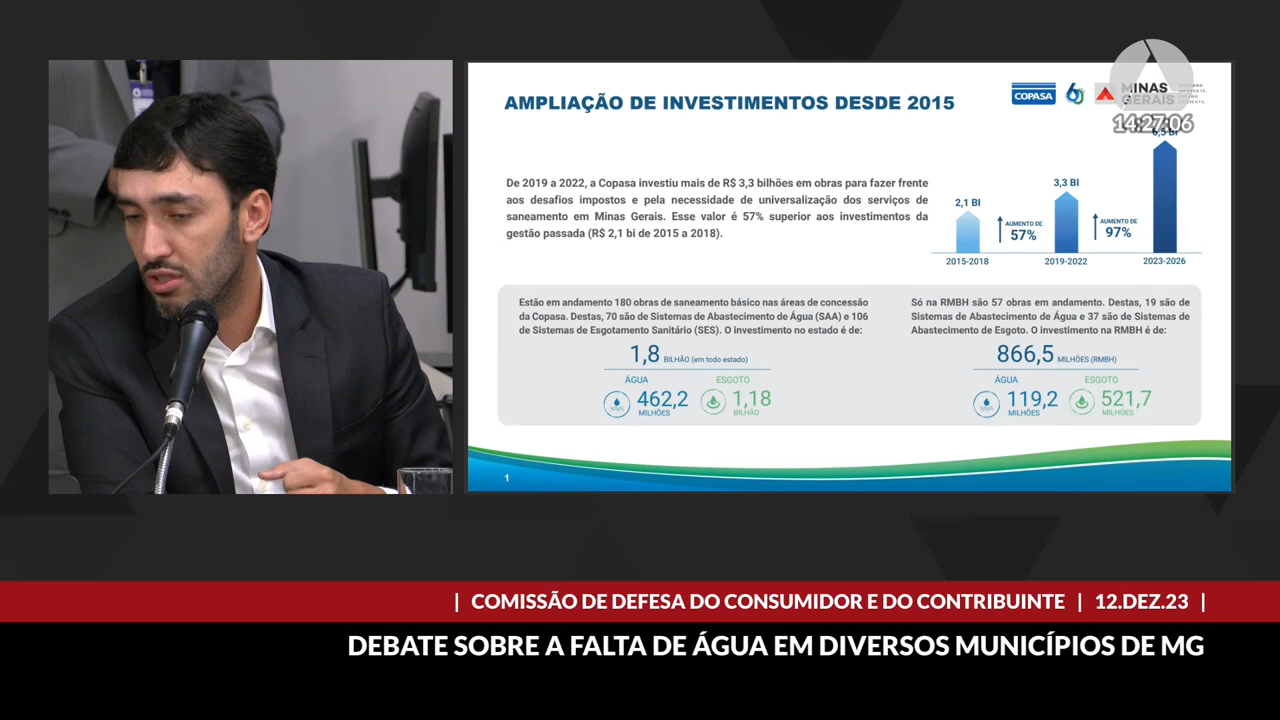 AMPLIAÇÃO DE INVESTIMENTOS DESDE 2015
COPASA
MINAS
GERAIS
14:27:06
De 2019 a 2022, a Copasa investiu mais de R$ 3,3 bilhões em obras para fazer frente
aos desafios impostos e pela necessidade de universalização dos serviços de
saneamento em Minas Gerais. Esse valor é 57% superior aos investimentos da
gestão passada (R$ 2,1 bi de 2015 a 2018).
2,1 BI
AUMENTO DE
57%
3,3 BI
AUMENTO DE
97%
6,5 BI
2015-2018
2019-2022
2023-2026
Estão em andamento 180 obras de saneamento básico nas áreas de concessão
da Copasa. Destas, 70 são de Sistemas de Abastecimento de Água (SAA) e 106
de Sistemas de Esgotamento Sanitário (SES). O investimento no estado é de:
1,8 BILHÃO (em todo estado)
ÁGUA
462,2
MILHÕES
ESGOTO
1,18
BILHÃO
Só na RMBH são 57 obras em andamento. Destas, 19 são de
Sistemas de Abastecimento de Água e 37 são de Sistemas de
Abastecimento de Esgoto. O investimento na RMBH é de:
866,5 MILHÕES (RMBH)
ÁGUA
119,2
MILHÕES
ESGOTO
521,7
MILHÕES
1
| COMISSÃO DE DEFESA DO CONSUMIDOR E DO CONTRIBUINTE | 12.DEZ.23 |
DEBATE SOBRE A FALTA DE ÁGUA EM DIVERSOS MUNICÍPIOS DE MG